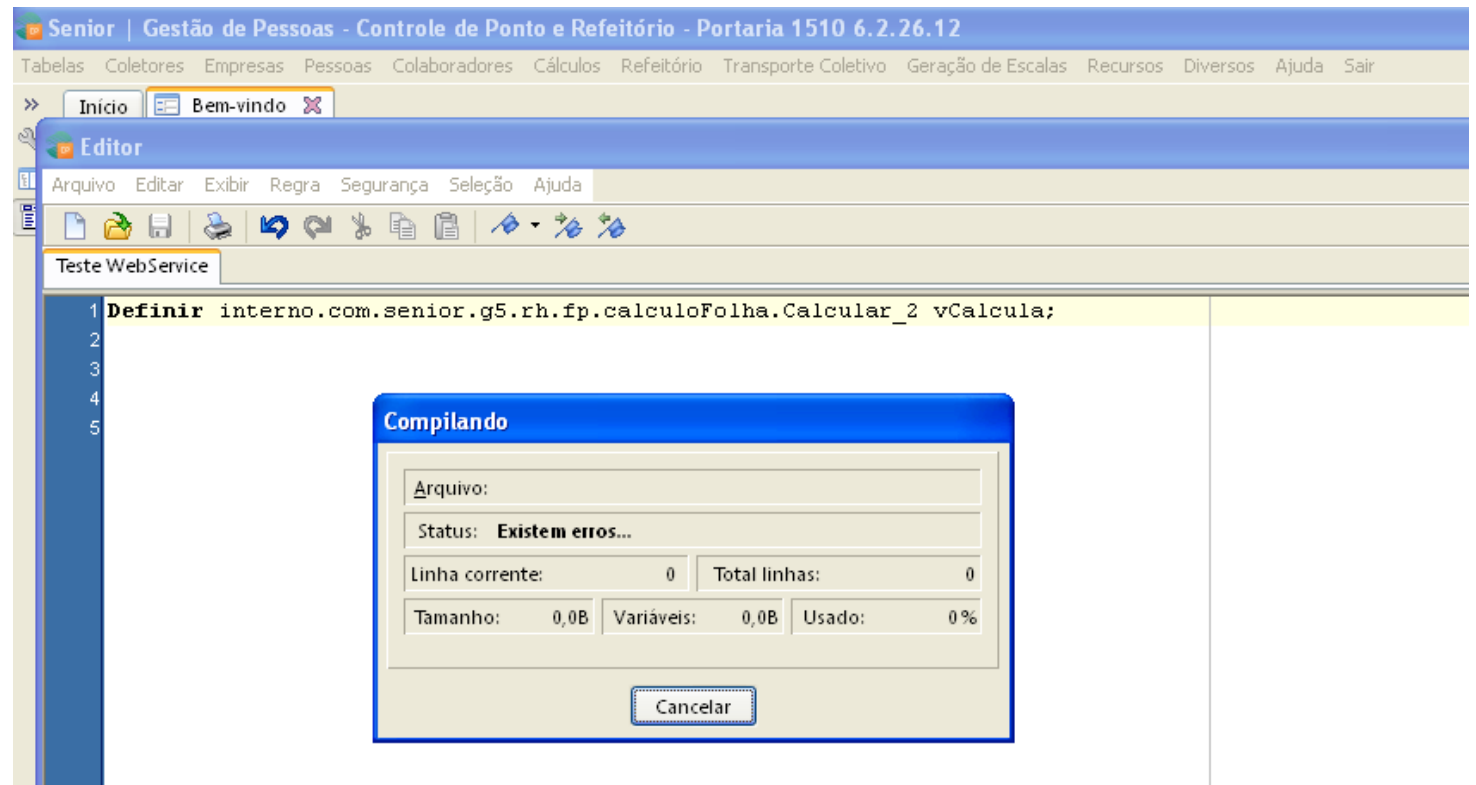 Senior | Gestão de Pessoas - Controle de Ponto e Refeitório - Portaria 1510 6.2.26.12
Tabelas Coletores Empresas Pessoas Colaboradores Cálculos Refeitório Transporte Coletivo Geração de Escalas Recursos Diversos Ajuda Sair
Início Bem-vindo
Editor
Arquivo Editar Exibir Regra Segurança Seleção Ajuda
Teste WebService
1 Definir interno.com.senior.g5.rh.fp.calculoFolha.Calcular_2 vCalcula;
2
3
4
5
Compilando
Arquivo:
Status: Existem erros...
Linha corrente: 0 Total linhas: 0
Tamanho: 0,0B Variáveis: 0,0B Usado: 0%
Cancelar